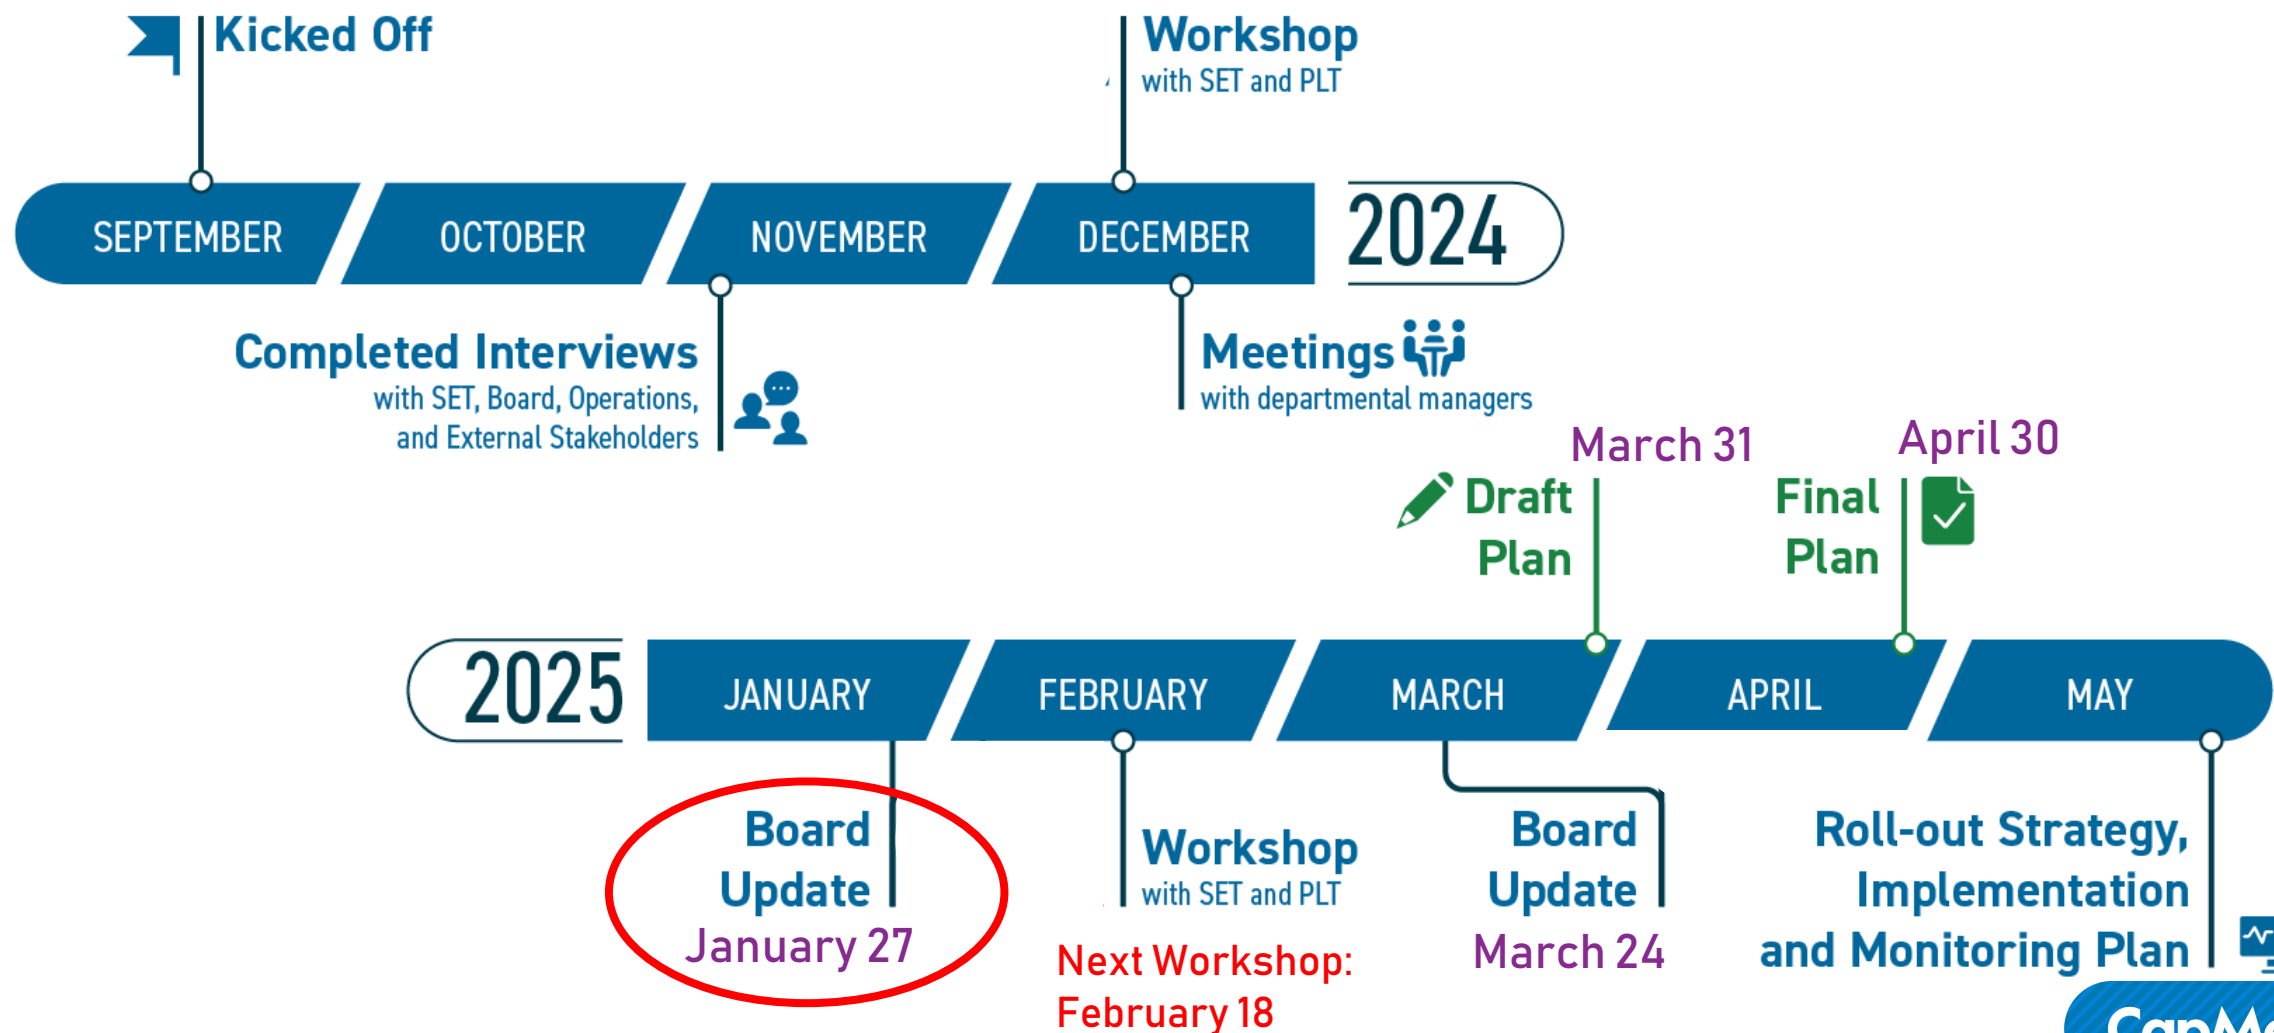 Kicked Off
Workshop
with SET and PLT
SEPTEMBER
OCTOBER
NOVEMBER
DECEMBER
2024
Completed Interviews
with SET, Board, Operations,
and External Stakeholders
Meetings
with departmental managers
March 31
April 30
Draft
Plan
Final
Plan
2025
JANUARY
FEBRUARY
MARCH
APRIL
MAY
Board
Update
January 27
Workshop
with SET and PLT
Next Workshop:
February 18
Board
Update
March 24
Roll-out Strategy,
Implementation
and Monitoring Plan